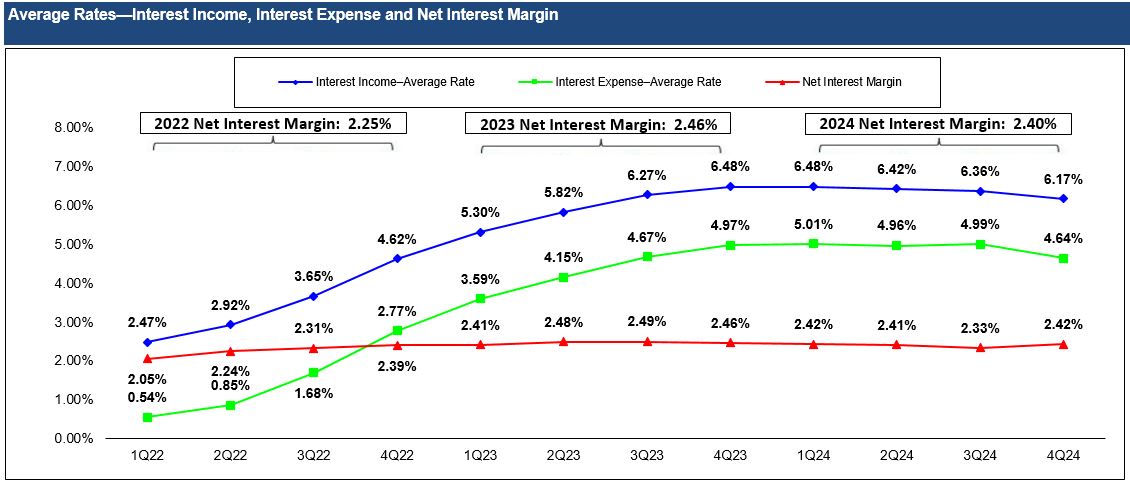 Average Rates—Interest Income, Interest Expense and Net Interest Margin
Interest Income–Average Rate Interest Expense–Average Rate Net Interest Margin
2022 Net Interest Margin: 2.25% 2023 Net Interest Margin: 2.46% 2024 Net Interest Margin: 2.40%
8.00%
7.00%
6.00%
5.00%
4.00%
3.00%
2.00%
1.00%
0.00%
2.47% 2.92% 3.65% 4.62% 5.30% 5.82% 6.27% 6.48% 6.48% 6.42% 6.36% 6.17%
0.54% 0.85% 1.68% 2.77% 3.59% 4.15% 4.67% 4.97% 5.01% 4.96% 4.99% 4.64%
2.05% 2.24% 2.31% 2.39% 2.41% 2.48% 2.49% 2.46% 2.42% 2.41% 2.33% 2.42%
1Q22 2Q22 3Q22 4Q22 1Q23 2Q23 3Q23 4Q23 1Q24 2Q24 3Q24 4Q24